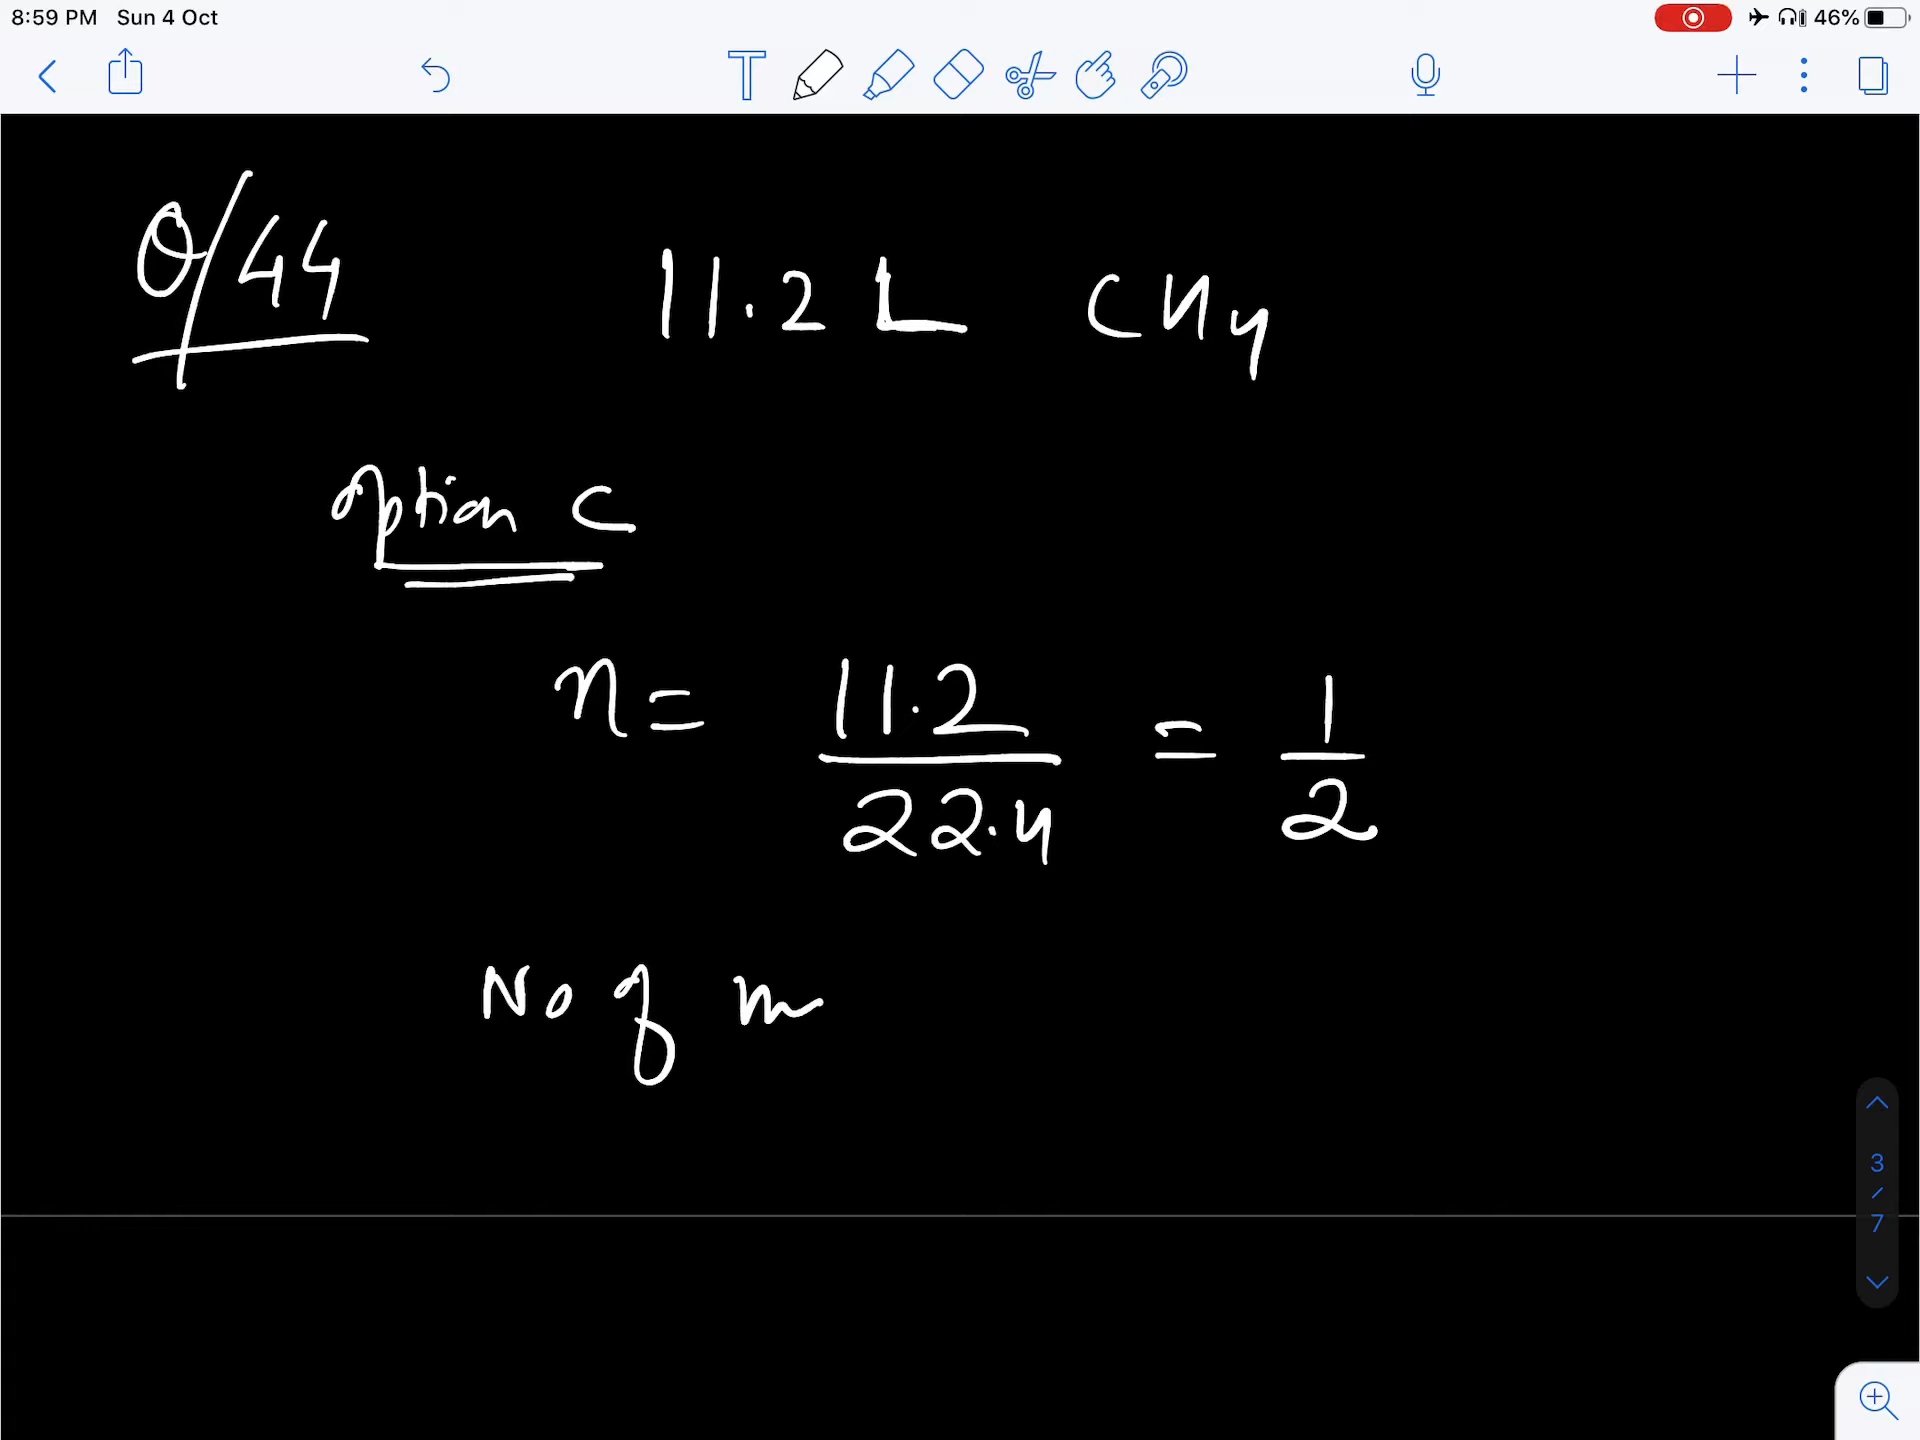 8:59 PM Sun 4 Oct 46%
T
Q/44 11.2 L CH4
option C
n = 11.2 / 22.4 = 1 / 2
No of m
3
/
7